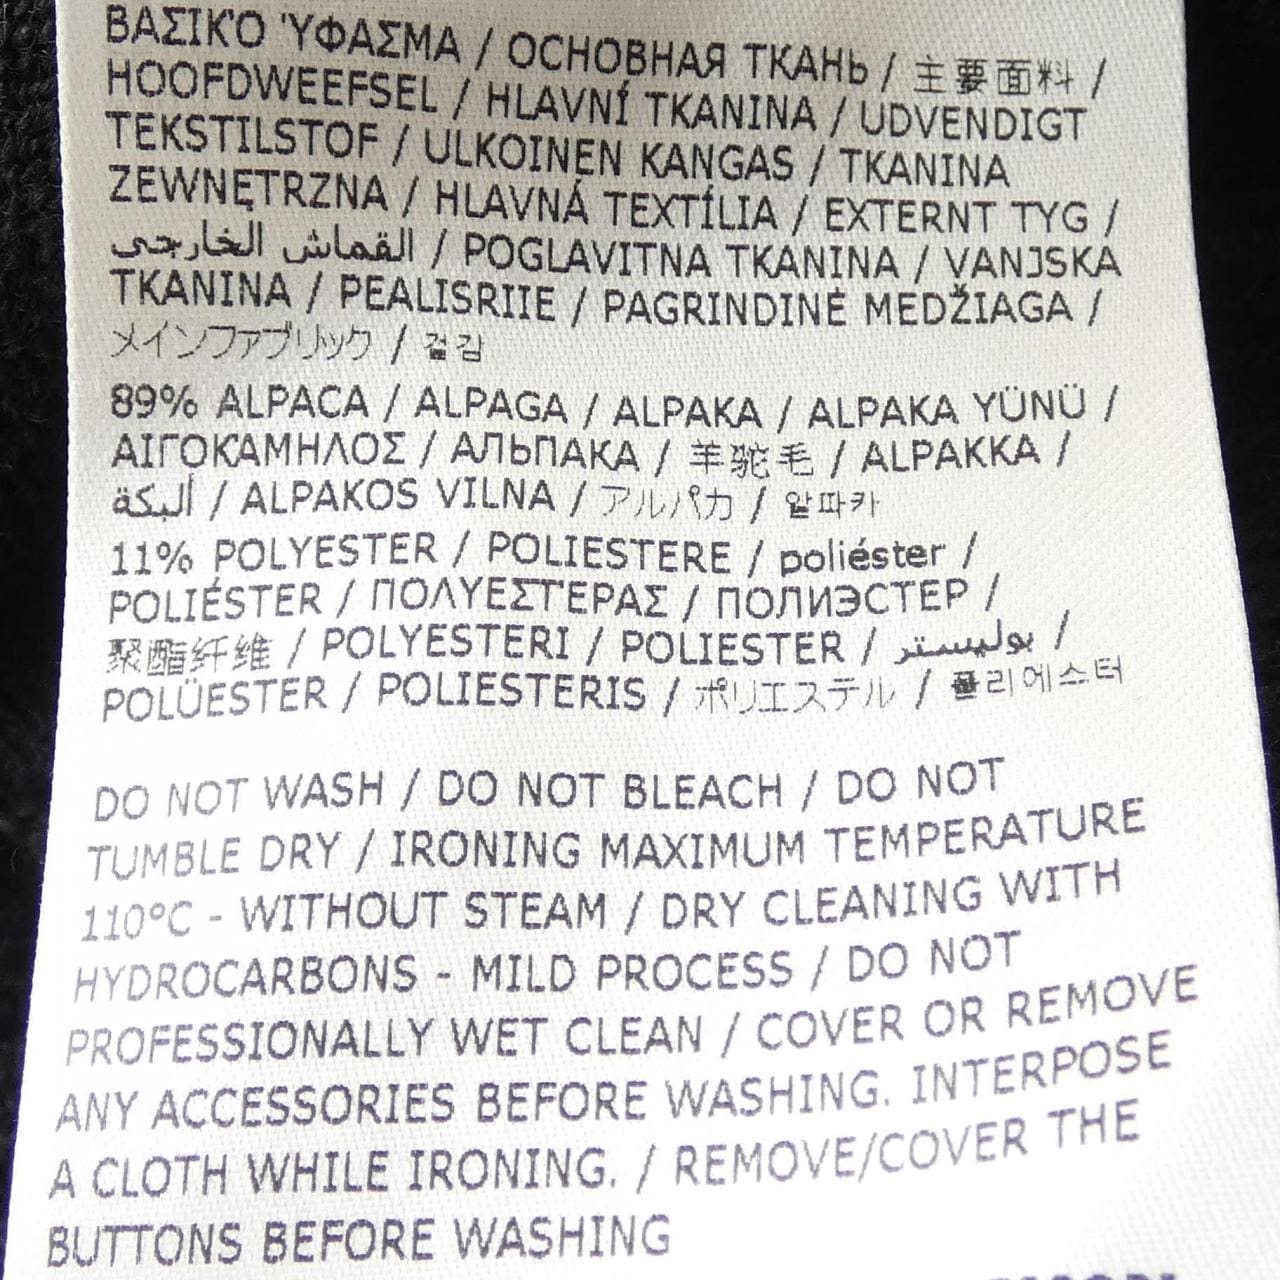 ΒΑΣΙΚ'Ο 'ΥΦΑΣΜΑ / ОСНОВНАЯ ТКАНЬ / 主要面料 /
HOOFDWEEFSEL / HLAVNÍ TKANINA / UDVENDIGT
TEKSTILSTOF / ULKOINEN KANGAS / TKANINA
ZEWNĘTRZNA / HLAVNÁ TEXTÍLIA / EXTERNT TYG /
القماش الخارجي / POGLAVITNA TKANINA / VANJSKA
TKANINA / PEALISRIIE / PAGRINDINĖ MEDŽIAGA /
メインファブリック / 겉감
89% ALPACA / ALPAGA / ALPAKA / ALPAKA YÜNÜ /
ΑΙΓΟΚΑΜΗΛΟΣ / АЛЬПАКА / 羊驼毛 / ALPAKKA /
ألبكة / ALPAKOS VILNA / アルパカ / 알파카
11% POLYESTER / POLIESTERE / poliéster /
POLIÉSTER / ΠΟΛΥΕΣΤΕΡΑΣ / ПОЛИЭСТЕР /
聚酯纤维 / POLYESTERI / POLIESTER / بوليستر /
POLÜESTER / POLIESTERIS / ポリエステル / 폴리에스터
DO NOT WASH / DO NOT BLEACH / DO NOT
TUMBLE DRY / IRONING MAXIMUM TEMPERATURE
110°C - WITHOUT STEAM / DRY CLEANING WITH
HYDROCARBONS - MILD PROCESS / DO NOT
PROFESSIONALLY WET CLEAN / COVER OR REMOVE
ANY ACCESSORIES BEFORE WASHING. INTERPOSE
A CLOTH WHILE IRONING. / REMOVE/COVER THE
BUTTONS BEFORE WASHING